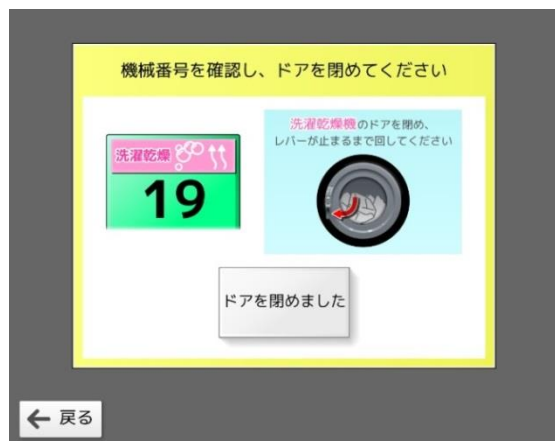 機械番号を確認し、ドアを閉めてください
洗濯乾燥
19
洗濯乾燥機のドアを閉め、
レバーが止まるまで回してください
ドアを閉めました
戻る